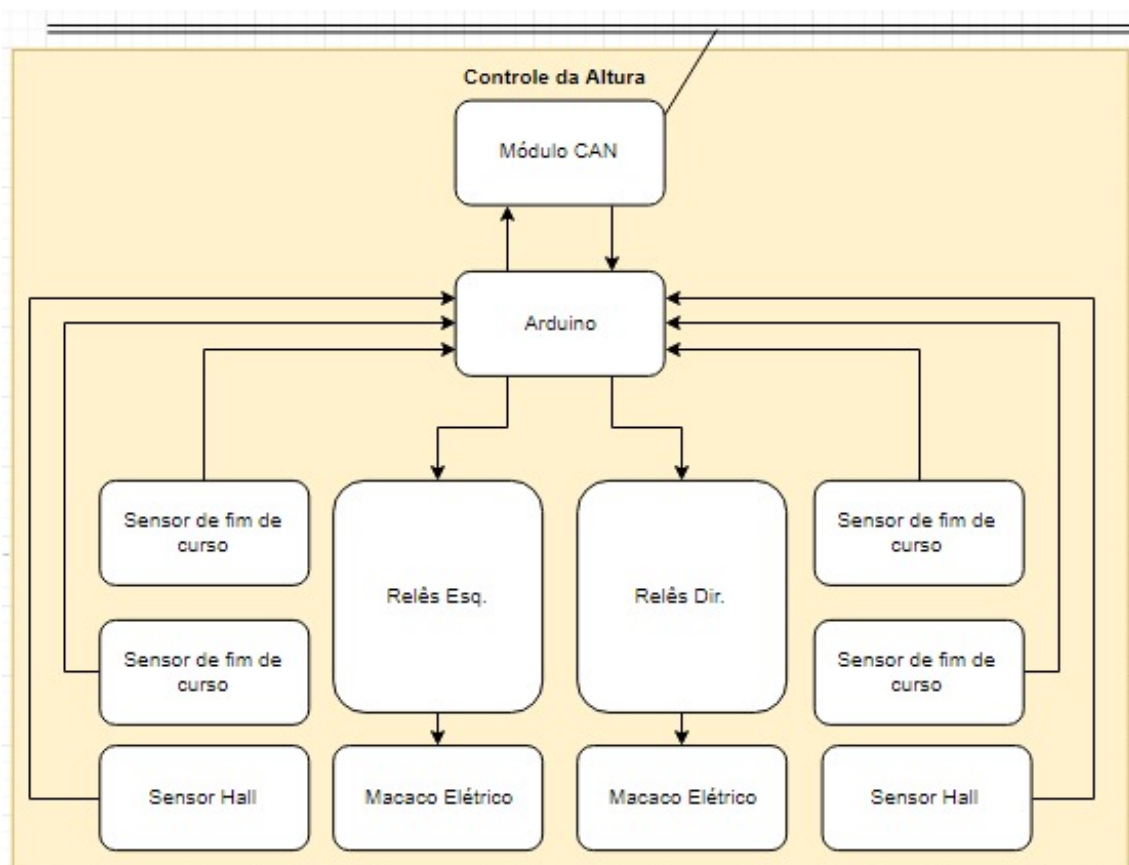 Controle da Altura
Módulo CAN
Arduino
Sensor de fim de
curso
Relês Esq.
Relês Dir.
Sensor de fim de
curso
Sensor de fim de
curso
Sensor de fim de
curso
Sensor Hall
Macaco Elétrico
Macaco Elétrico
Sensor Hall